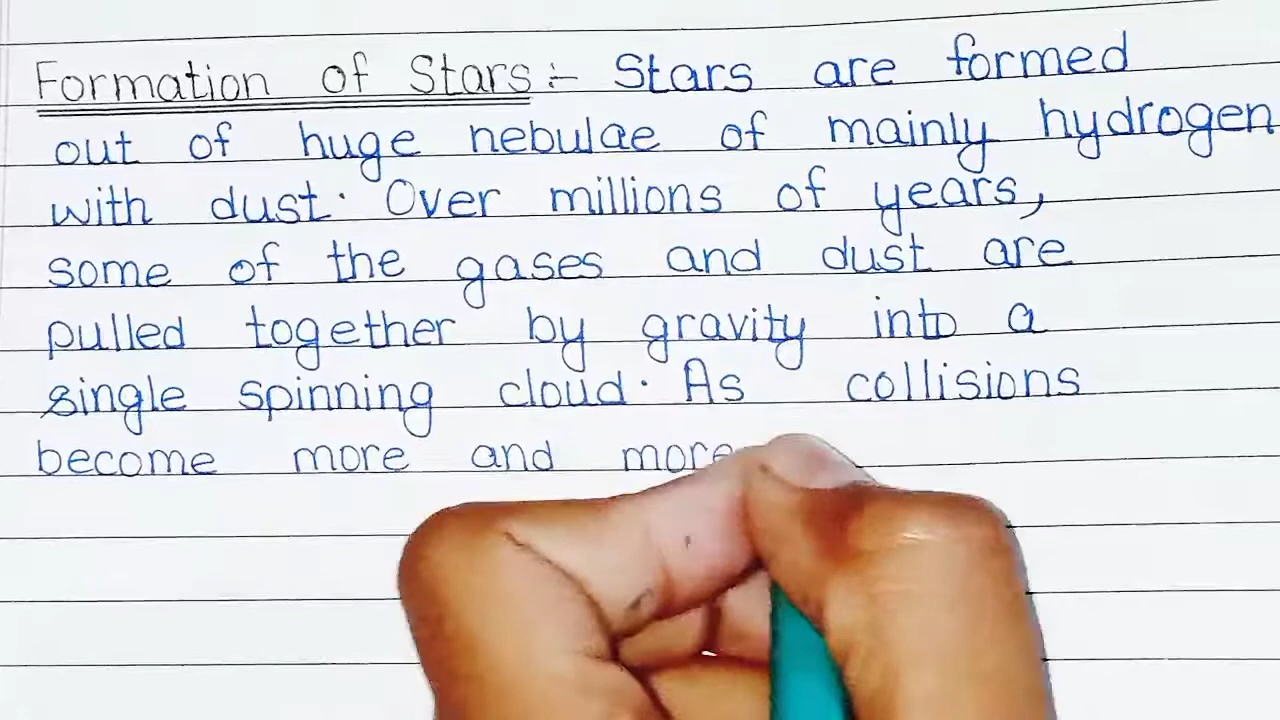 Formation of Stars :- Stars are formed
out of huge nebulae of mainly hydrogen
with dust. Over millions of years,
some of the gases and dust are
pulled together by gravity into a
single spinning cloud. As collisions
become more and more